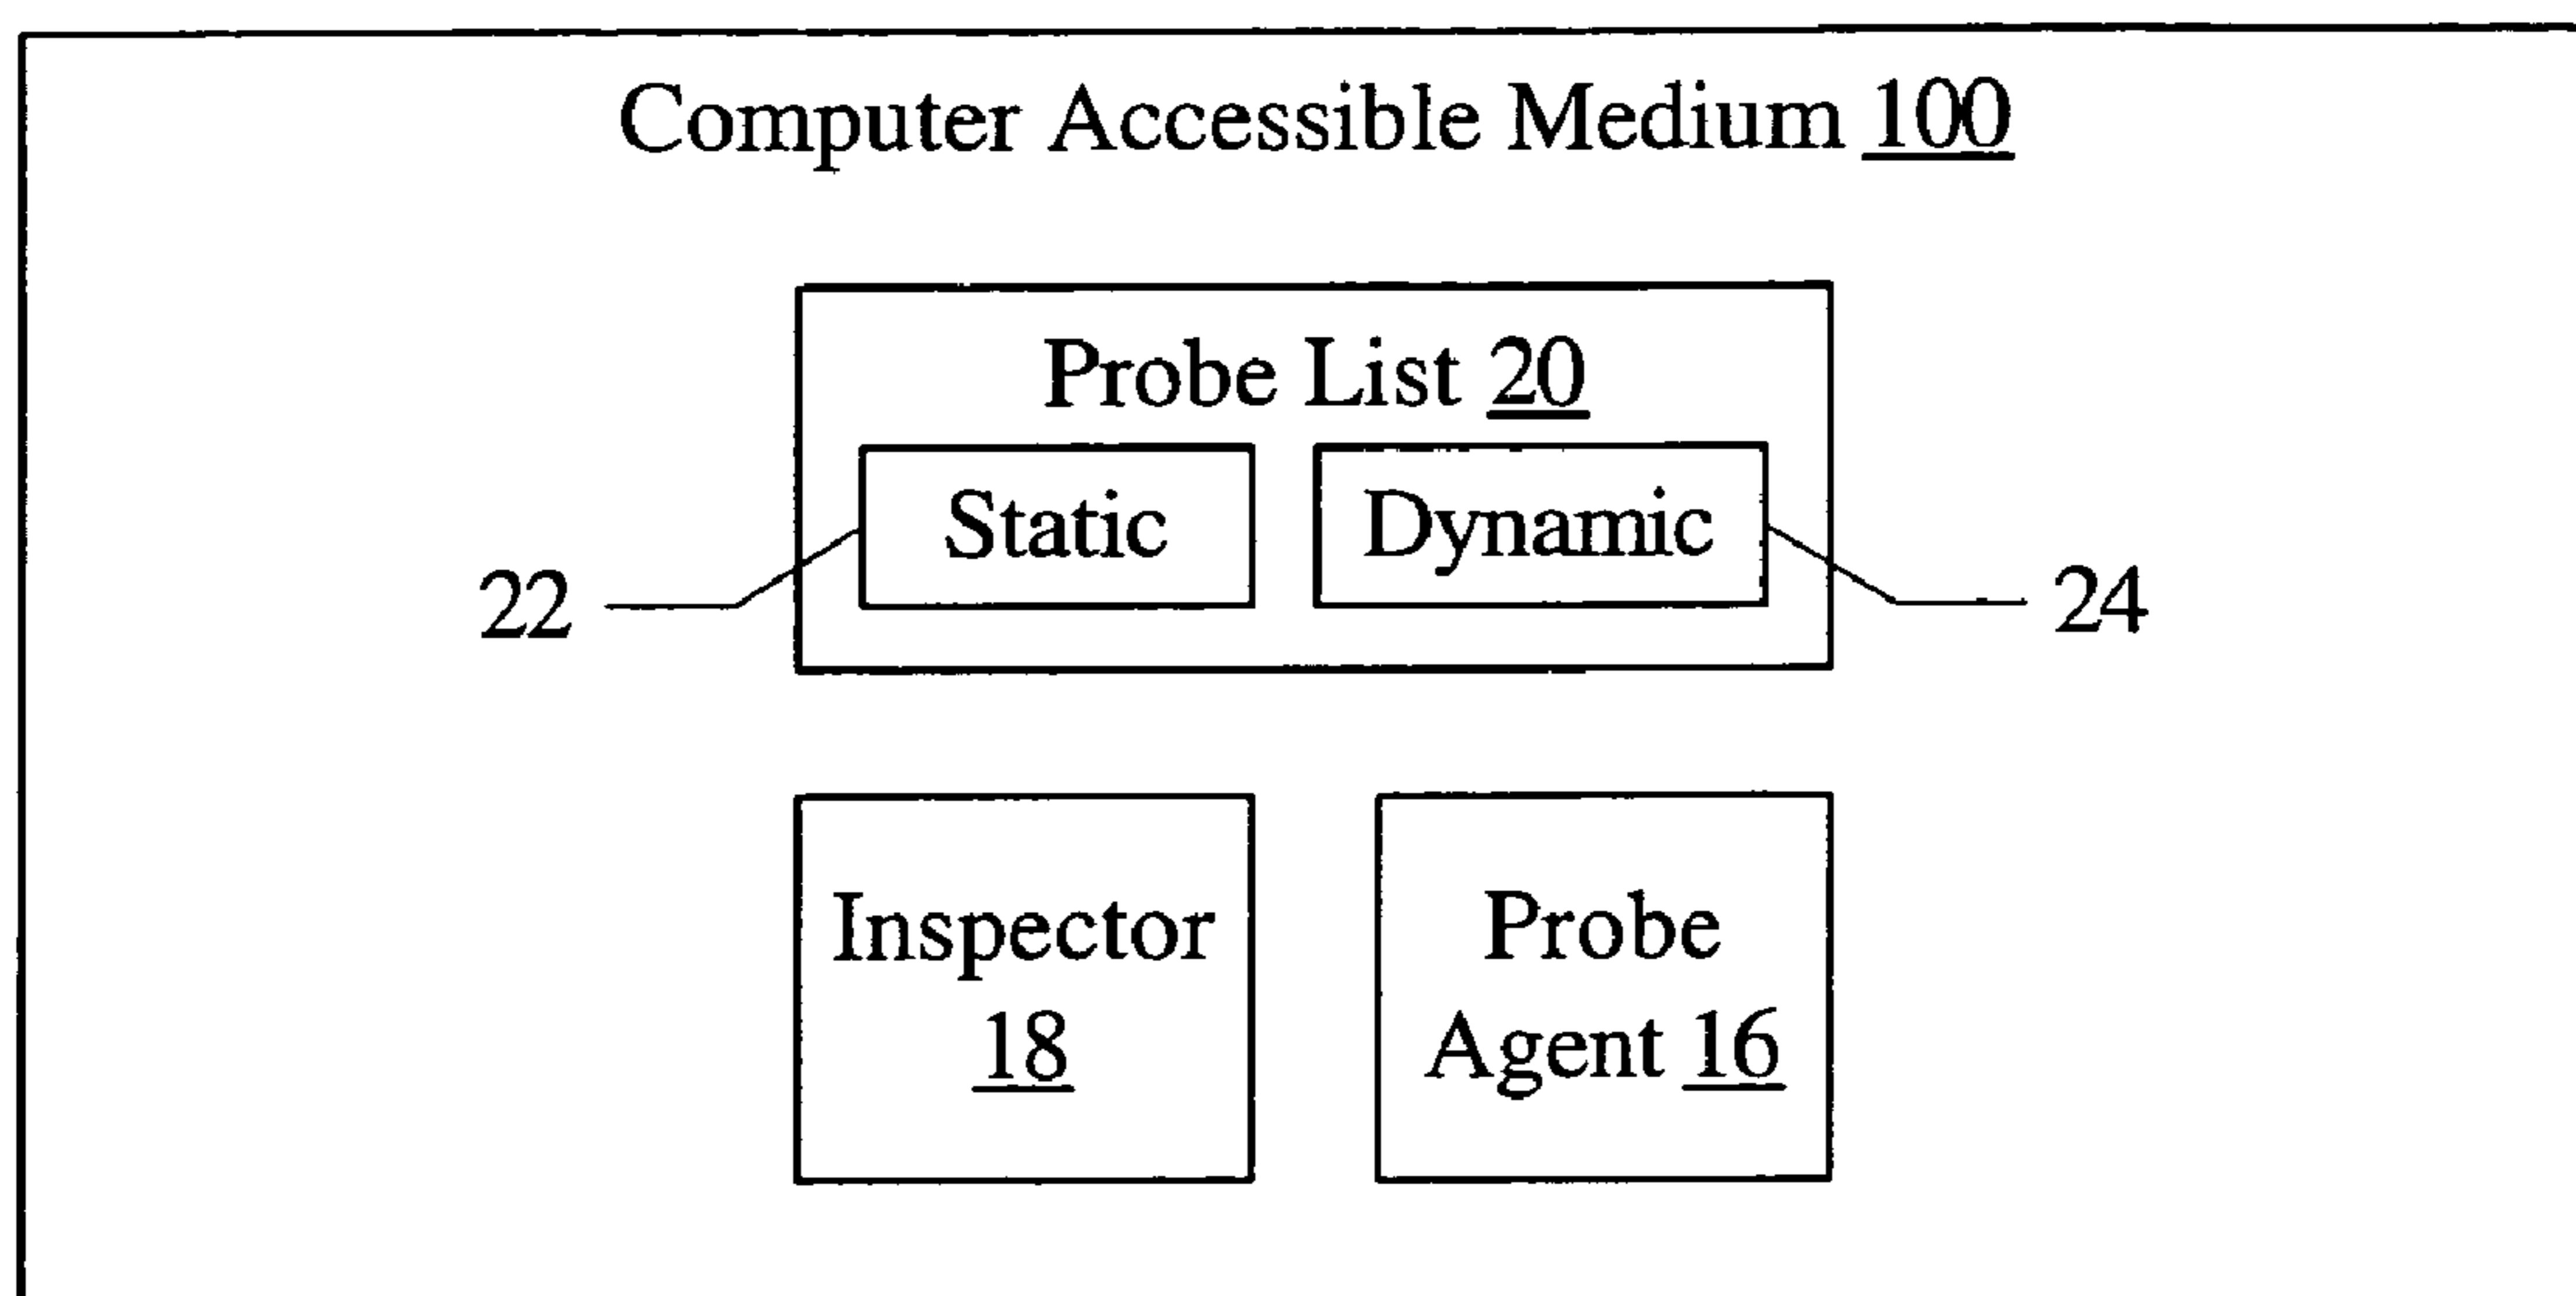 Computer Accessible Medium 100
Probe List 20
Static
Dynamic
22
24
Inspector
18
Probe
Agent 16